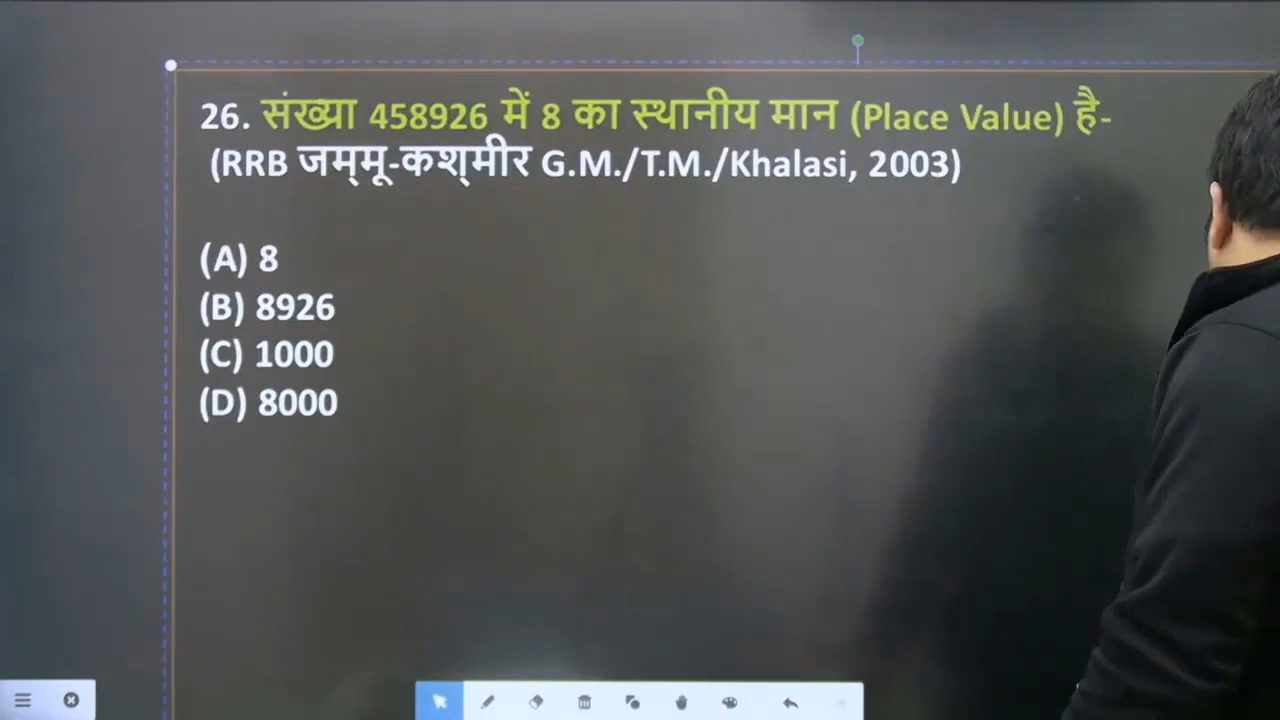 26. संख्या 458926 में 8 का स्थानीय मान (Place Value) है-
(RRB जम्मू-कश्मीर G.M./T.M./Khalasi, 2003)
(A) 8
(B) 8926
(C) 1000
(D) 8000